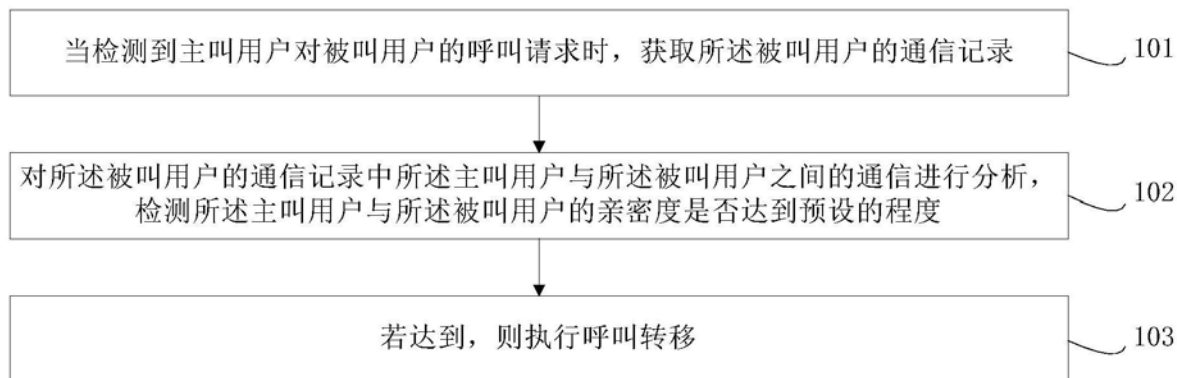 当检测到主叫用户对被叫用户的呼叫请求时，获取所述被叫用户的通信记录
101
对所述被叫用户的通信记录中所述主叫用户与所述被叫用户之间的通信进行分析，
检测所述主叫用户与所述被叫用户的亲密度是否达到预设的程度
102
若达到，则执行呼叫转移
103